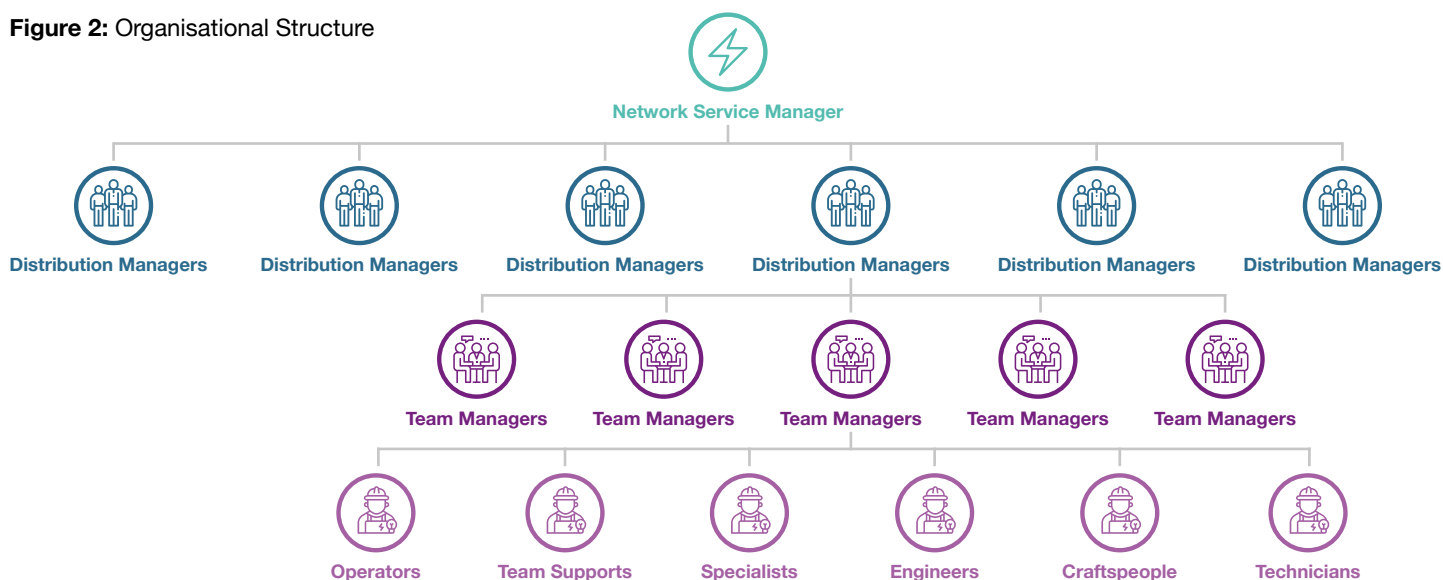 Figure 2: Organisational Structure
Network Service Manager
Distribution Managers Distribution Managers Distribution Managers Distribution Managers Distribution Managers Distribution Managers
Team Managers Team Managers Team Managers Team Managers Team Managers
Operators Team Supports Specialists Engineers Craftspeople Technicians